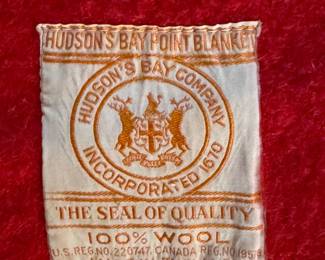 HUDSON'S BAY POINT BLANKET
HUDSON'S BAY COMPANY
INCORPORATED 1670
THE SEAL OF QUALITY
100% WOOL
U.S. REG. NO. 220747. CANADA REG. NO